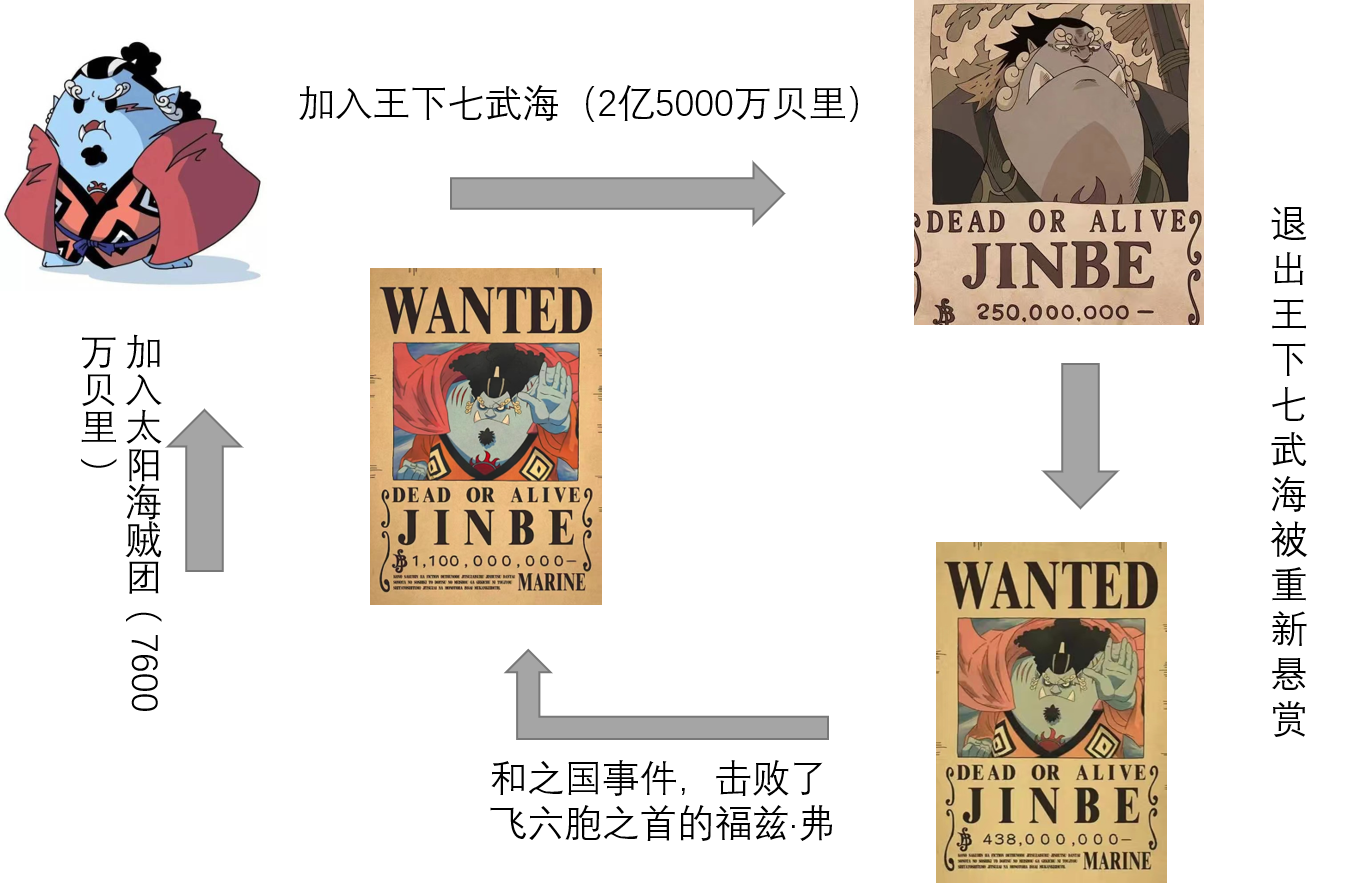 加入王下七武海（2亿5000万贝里）
DEAD OR ALIVE
JINBE
250,000,000-
退出王下七武海被重新悬赏
加入太阳海贼团（7600
万贝里）
WANTED
DEAD OR ALIVE
JINBE
1,100,000,000-
MARINE
WANTED
DEAD OR ALIVE
JINBE
438,000,000-
MARINE
和之国事件，击败了
飞六胞之首的福兹·弗